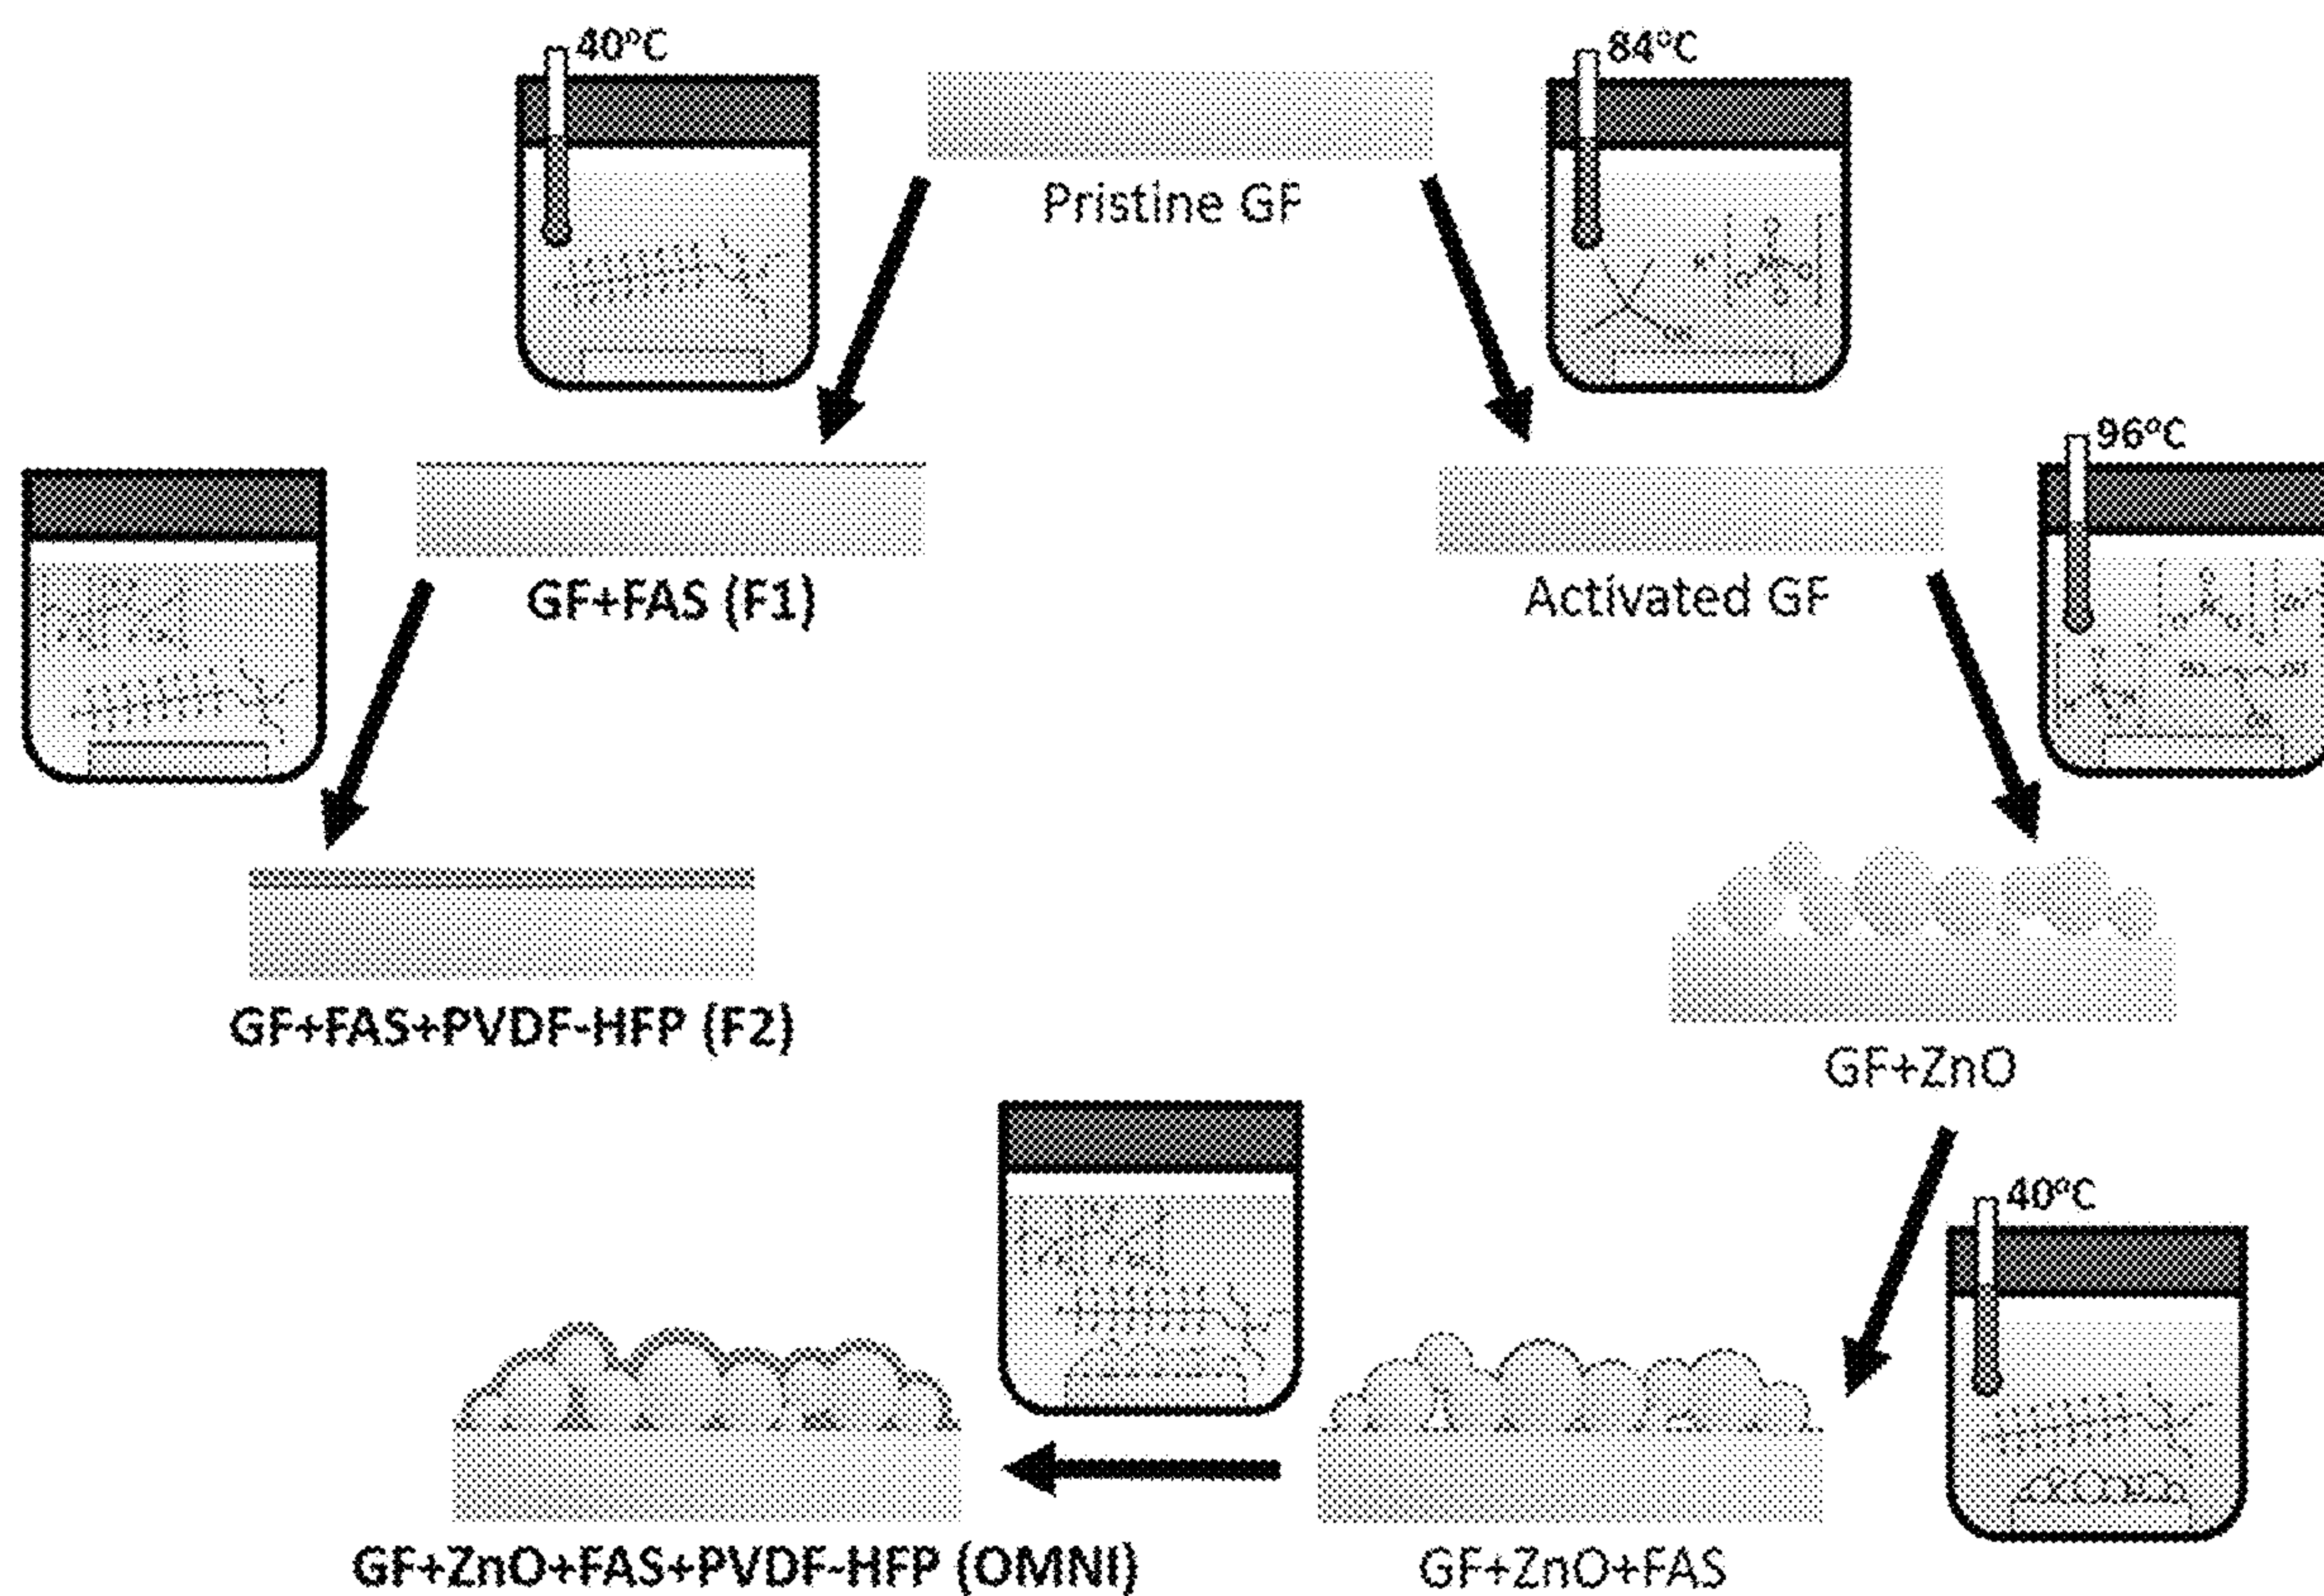 40°C
84°C
Pristine GF
96°C
GF+FAS (F1)
Activated GF
GF+FAS+PVDF-HFP (F2)
GF+ZnO
40°C
GF+ZnO+FAS+PVDF-HFP (OMNI)
GF+ZnO+FAS